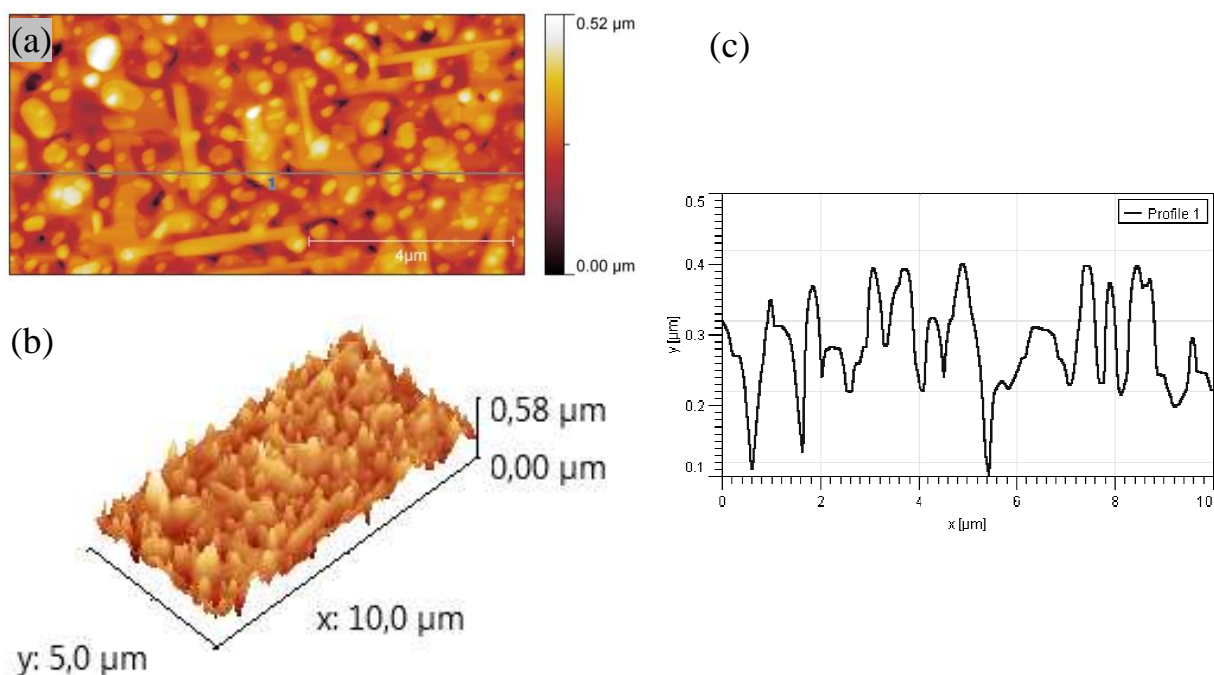 (a)
0.52 µm
0.00 µm
1
4µm
(b)
0,58 µm
0,00 µm
x: 10,0 µm
y: 5,0 µm
(c)
0.5
0.4
0.3
0.2
0.1
y [µm]
Profile 1
0 2 4 6 8 10
x [µm]